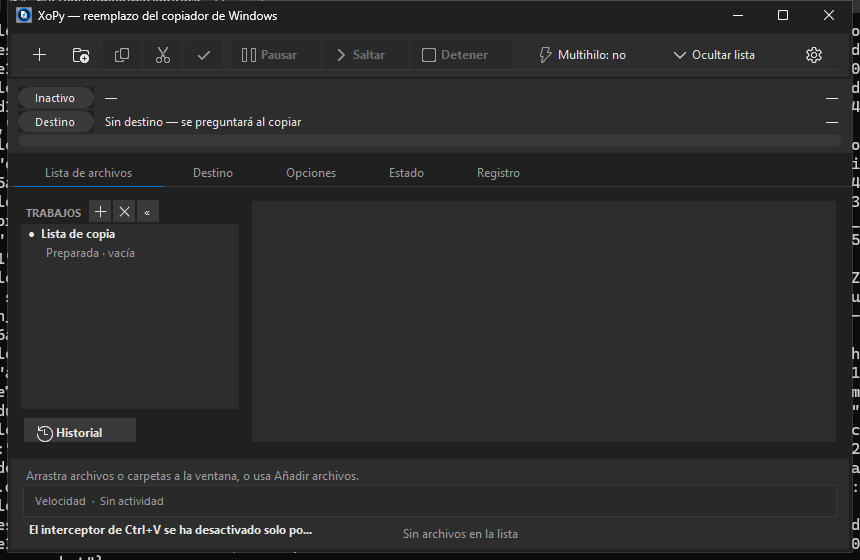 XoPy — reemplazo del copiador de Windows
Pausar
Saltar
Detener
Multihilo: no
Ocultar lista
Inactivo —
—
Destino Sin destino — se preguntará al copiar
—
Lista de archivos
Destino
Opciones
Estado
Registro
TRABAJOS
«
• Lista de copia
Preparada · vacía
Historial
Arrastra archivos o carpetas a la ventana, o usa Añadir archivos.
Velocidad · Sin actividad
El interceptor de Ctrl+V se ha desactivado solo po...
Sin archivos en la lista